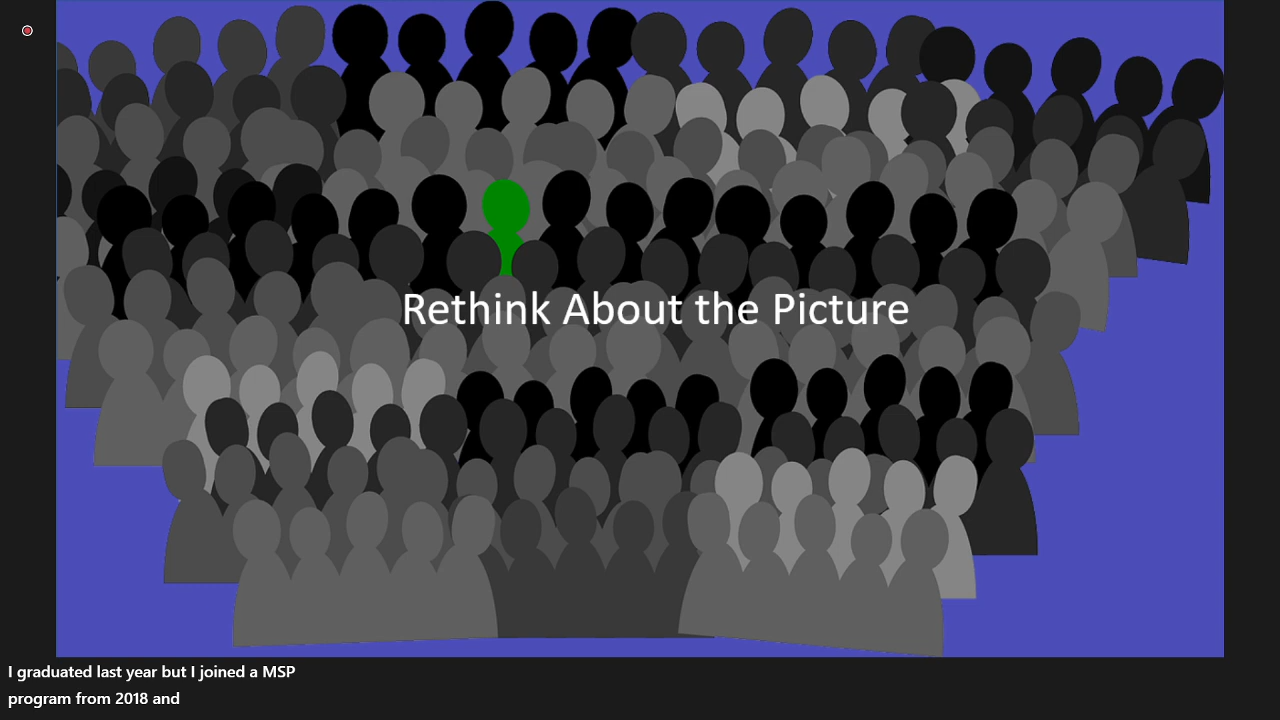 Rethink About the Picture
I graduated last year but I joined a MSP
program from 2018 and